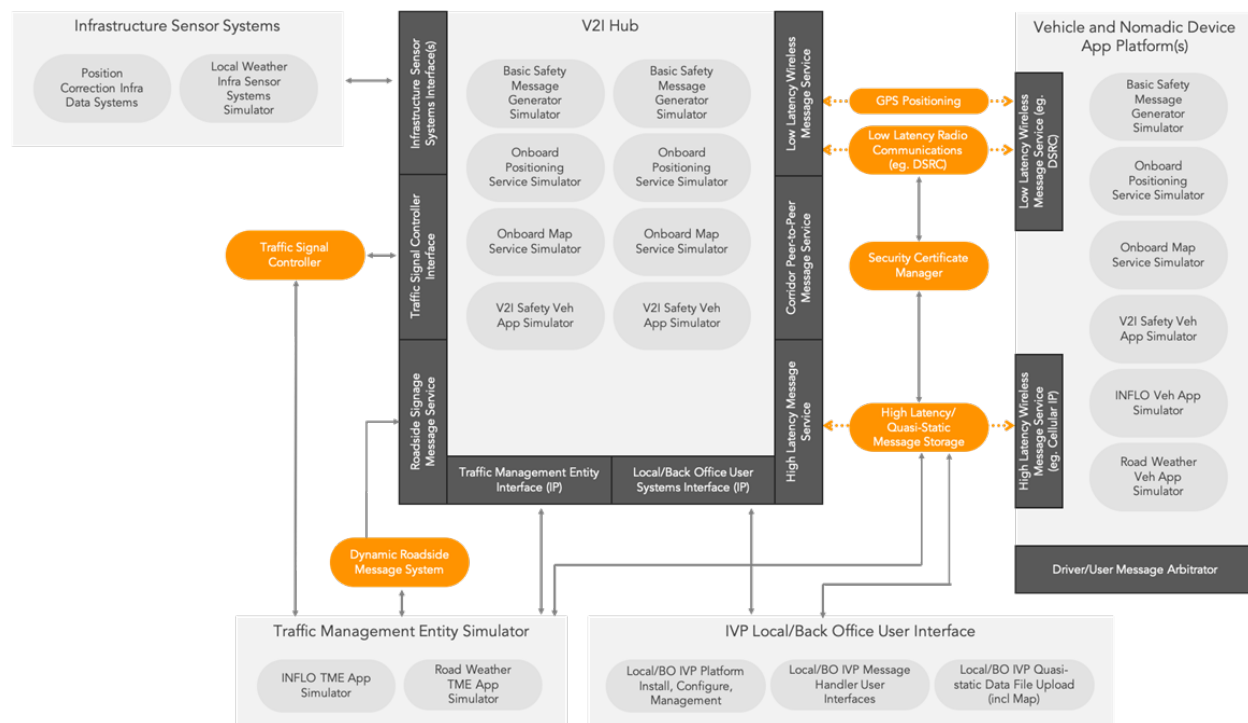 Infrastructure Sensor Systems
Position
Correction Infra
Data Systems
Local Weather
Infra Sensor
Systems
Simulator
Infrastructure Sensor
Systems Interface(s)
Traffic Signal Controller
Interface
Roadside Signage
Message Service
V2I Hub
Basic Safety
Message
Generator
Simulator
Basic Safety
Message
Generator
Simulator
Onboard
Positioning
Service Simulator
Onboard
Positioning
Service Simulator
Onboard Map
Service Simulator
Onboard Map
Service Simulator
V2I Safety Veh
App Simulator
V2I Safety Veh
App Simulator
Traffic Management Entity
Interface (IP)
Local/Back Office User
Systems Interface (IP)
Low Latency Wireless
Message Service
Corridor Peer-to-Peer
Message Service
High Latency Message
Service
GPS Positioning
Low Latency Radio
Communications
(eg. DSRC)
Security Certificate
Manager
High Latency/
Quasi-Static
Message Storage
Vehicle and Nomadic Device
App Platform(s)
Low Latency Wireless
Message Service (eg.
DSRC)
High Latency Wireless
Message Service
(eg. Cellular IP)
Basic Safety
Message
Generator
Simulator
Onboard
Positioning
Service Simulator
Onboard Map
Service Simulator
V2I Safety Veh
App Simulator
INFLO Veh App
Simulator
Road Weather
Veh App
Simulator
Driver/User Message Arbitrator
Traffic Signal
Controller
Dynamic Roadside
Message System
Traffic Management Entity Simulator
INFLO TME App
Simulator
Road Weather
TME App
Simulator
IVP Local/Back Office User Interface
Local/BO IVP Platform
Install, Configure,
Management
Local/BO IVP Message
Handler User
Interfaces
Local/BO IVP Quasi-
static Data File Upload
(incl Map)